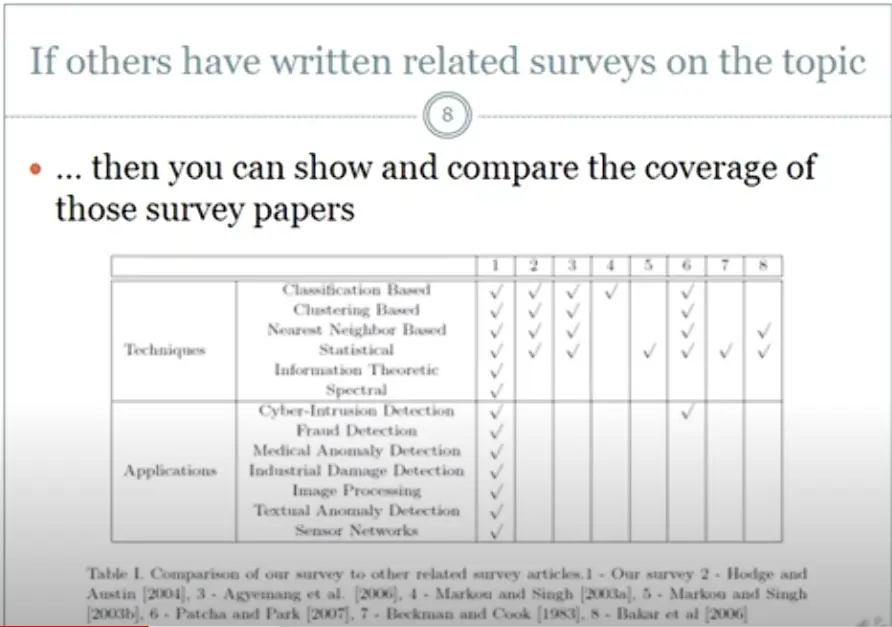 If others have written related surveys on the topic
8
• ... then you can show and compare the coverage of
those survey papers
1 2 3 4 5 6 7 8
Classification Based ✓ ✓ ✓ ✓ ✓
Clustering Based ✓ ✓ ✓ ✓
Nearest Neighbor Based ✓ ✓ ✓ ✓ ✓
Techniques Statistical ✓ ✓ ✓ ✓ ✓ ✓ ✓
Information Theoretic ✓
Spectral ✓
Cyber-Intrusion Detection ✓ ✓
Fraud Detection ✓
Medical Anomaly Detection ✓
Applications Industrial Damage Detection ✓
Image Processing ✓
Textual Anomaly Detection ✓
Sensor Networks ✓
Table I. Comparison of our survey to other related survey articles.1 - Our survey 2 - Hodge and
Austin [2004], 3 - Agyemang et al. [2006], 4 - Markou and Singh [2003a], 5 - Markou and Singh
[2003b], 6 - Patcha and Park [2007], 7 - Beckman and Cook [1983], 8 - Bakar et al [2006]